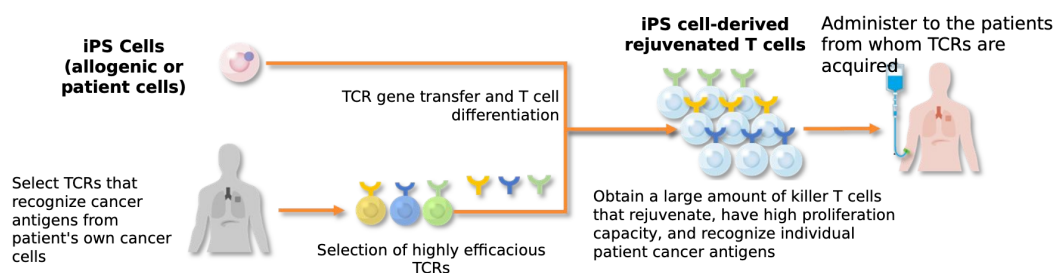 iPS Cells
(allogenic or
patient cells)
TCR gene transfer and T cell
differentiation
iPS cell-derived
rejuvenated T cells
Administer to the patients
from whom TCRs are
acquired
Select TCRs that
recognize cancer
antigens from
patient's own cancer
cells
Selection of highly efficacious
TCRs
Obtain a large amount of killer T cells
that rejuvenate, have high proliferation
capacity, and recognize individual
patient cancer antigens